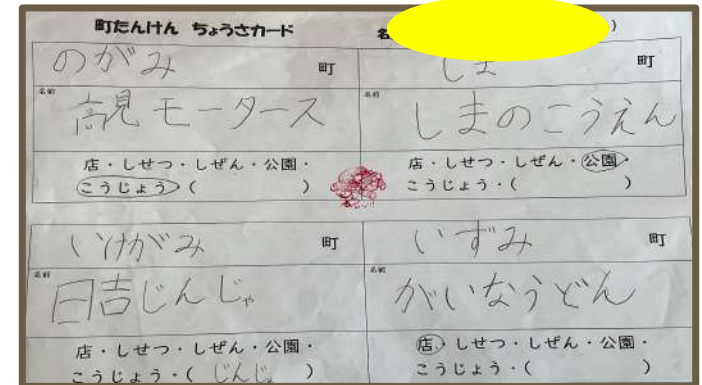 町たんけん ちょうさカード
名
)
のがみ 町
名前
高見モータース
店・しせつ・しぜん・公園・
こうじょう・( )
しま 町
名前
しまのこうえん
店・しせつ・しぜん・公園・
こうじょう・( )
いけがみ 町
名前
日吉じんじゃ
店・しせつ・しぜん・公園・
こうじょう・( じんじゃ )
いずみ 町
名前
がいなうどん
店・しせつ・しぜん・公園・
こうじょう・( )